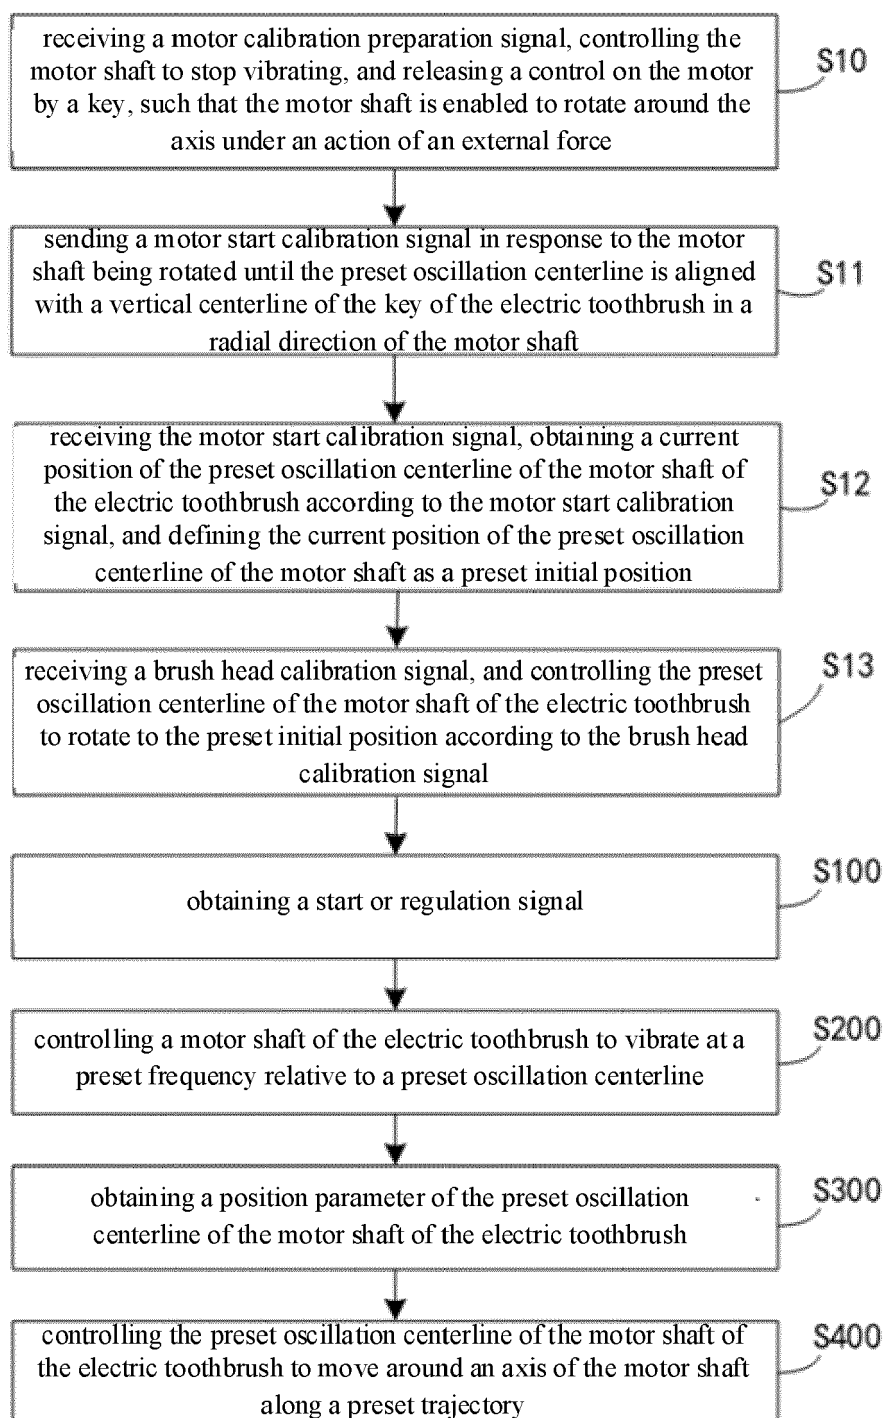 receiving a motor calibration preparation signal, controlling the
motor shaft to stop vibrating, and releasing a control on the motor
by a key, such that the motor shaft is enabled to rotate around the
axis under an action of an external force
S10
sending a motor start calibration signal in response to the motor
shaft being rotated until the preset oscillation centerline is aligned
with a vertical centerline of the key of the electric toothbrush in a
radial direction of the motor shaft
S11
receiving the motor start calibration signal, obtaining a current
position of the preset oscillation centerline of the motor shaft of
the electric toothbrush according to the motor start calibration
signal, and defining the current position of the preset oscillation
centerline of the motor shaft as a preset initial position
S12
receiving a brush head calibration signal, and controlling the preset
oscillation centerline of the motor shaft of the electric toothbrush
to rotate to the preset initial position according to the brush head
calibration signal
S13
obtaining a start or regulation signal
S100
controlling a motor shaft of the electric toothbrush to vibrate at a
preset frequency relative to a preset oscillation centerline
S200
obtaining a position parameter of the preset oscillation
centerline of the motor shaft of the electric toothbrush
S300
controlling the preset oscillation centerline of the motor shaft of
the electric toothbrush to move around an axis of the motor shaft
along a preset trajectory
S400